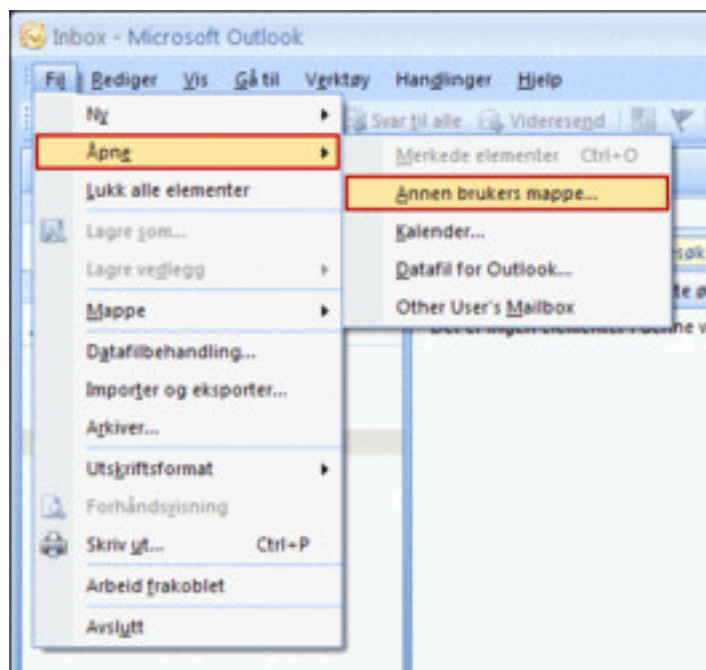 Inbox - Microsoft Outlook
Fil Rediger Vis Gå til Verktøy Handlinger Hjelp
Svar til alle Videresend
Ny
Åpne
Merkede elementer Ctrl+O
Lukk alle elementer
Annen brukers mappe...
Lagre som...
Kalender...
Lagre vedlegg
Datafil for Outlook...
Mappe
Other User's Mailbox
Datafilbehandling...
Importer og eksporter...
Arkiver...
Utskriftsformat
Forhåndsvisning
Skriv ut... Ctrl+P
Arbeid frakoblet
Avslutt